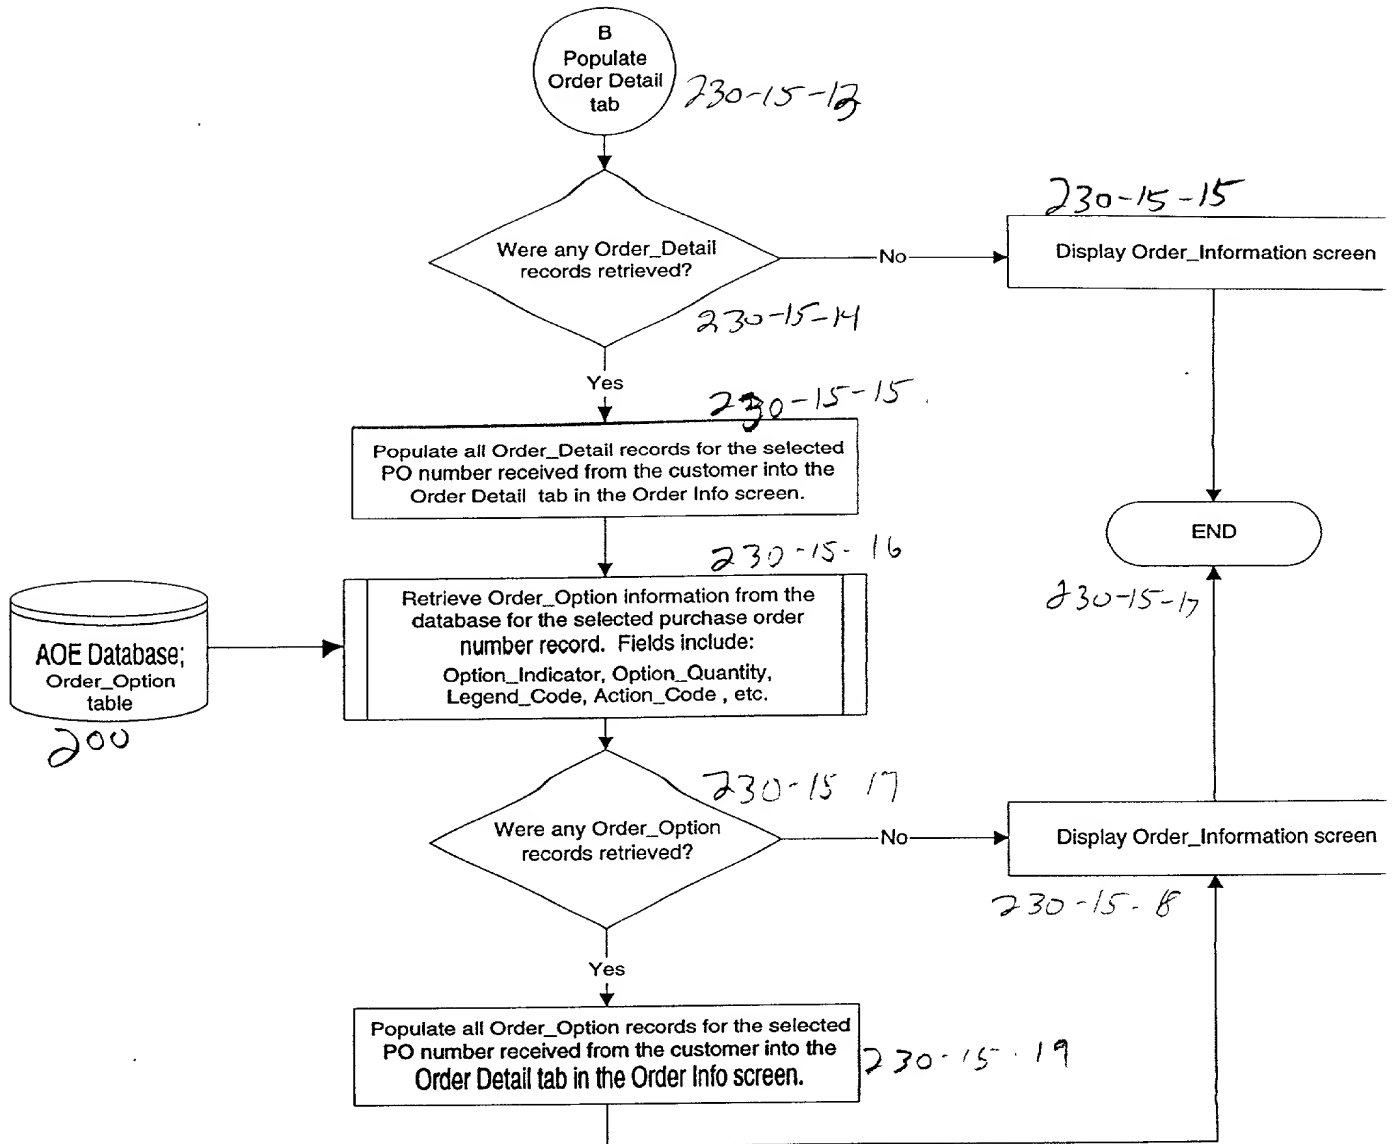 B
Populate
Order Detail
tab
230-15-13
230-15-15
Were any Order_Detail
records retrieved?
No
Display Order_Information screen
230-15-14
Yes
230-15-15
Populate all Order_Detail records for the selected
PO number received from the customer into the
Order Detail tab in the Order Info screen.
END
230-15-16
230-15-17
AOE Database;
Order_Option
table
200
Retrieve Order_Option information from the
database for the selected purchase order
number record. Fields include:
Option_Indicator, Option_Quantity,
Legend_Code, Action_Code , etc.
230-15 17
Were any Order_Option
records retrieved?
No
Display Order_Information screen
230-15-
Yes
Populate all Order_Option records for the selected
PO number received from the customer into the
Order Detail tab in the Order Info screen.
230-15-19